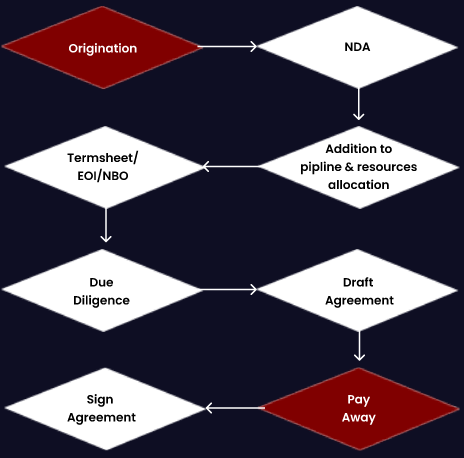 Origination
NDA
Addition to
pipline & resources
allocation
Termsheet/
EOI/NBO
Due
Diligence
Draft
Agreement
Pay
Away
Sign
Agreement